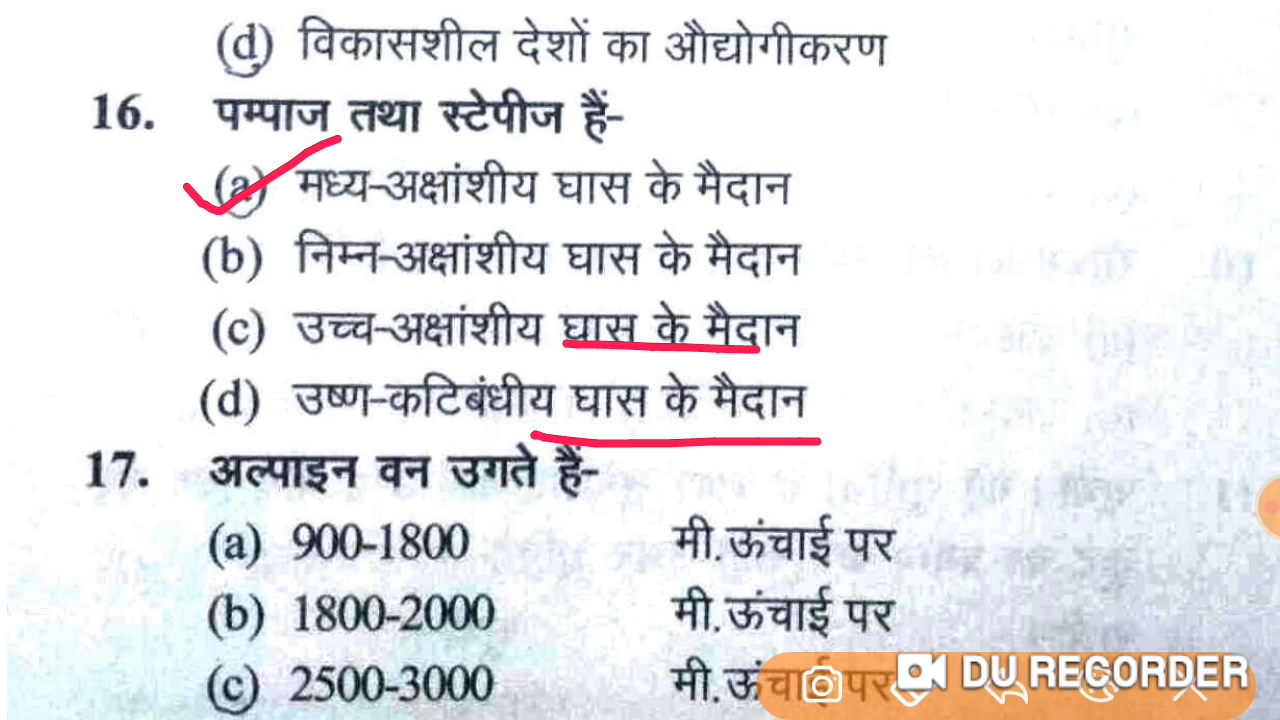 (d) विकासशील देशों का औद्योगीकरण
16. पम्पाज तथा स्टेपीज हैं-
(a) मध्य-अक्षांशीय घास के मैदान
(b) निम्न-अक्षांशीय घास के मैदान
(c) उच्च-अक्षांशीय घास के मैदान
(d) उष्ण-कटिबंधीय घास के मैदान
17. अल्पाइन वन उगते हैं-
(a) 900-1800 मी.ऊंचाई पर
(b) 1800-2000 मी.ऊंचाई पर
(c) 2500-3000 मी.ऊंचाई पर
DU RECORDER